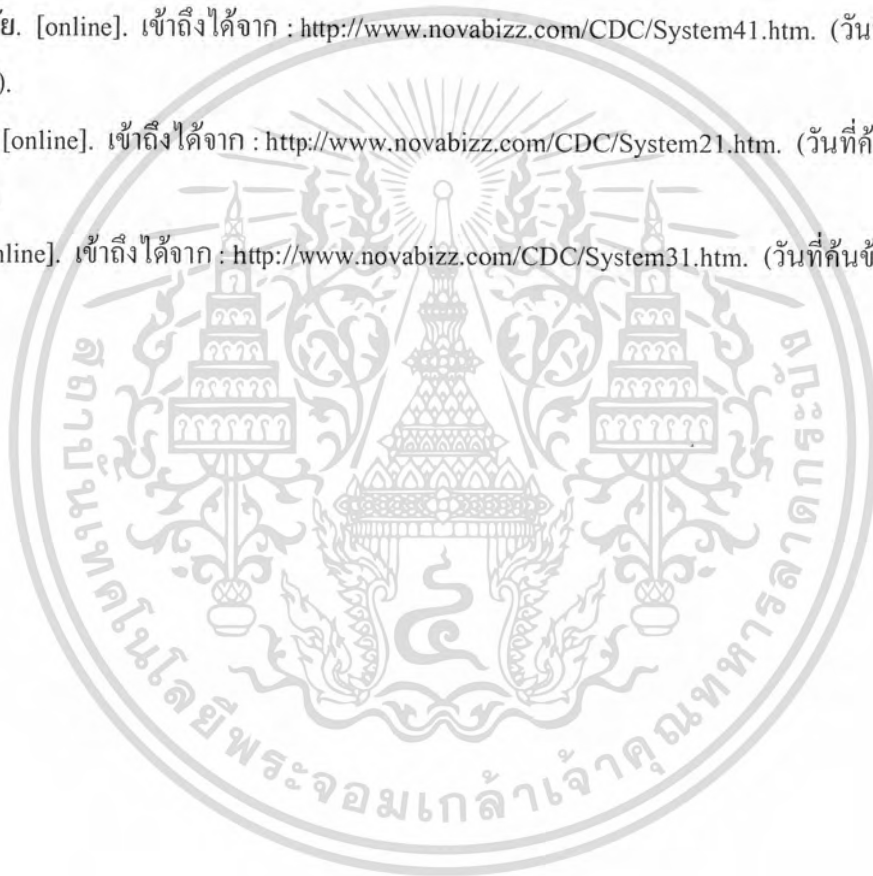 ัย. [online]. เข้าถึงได้จาก : http://www.novabizz.com/CDC/System41.htm. (วัน
).
[online]. เข้าถึงได้จาก : http://www.novabizz.com/CDC/System21.htm. (วันที่ค้
nline]. เข้าถึงได้จาก : http://www.novabizz.com/CDC/System31.htm. (วันที่ค้นข้
สถาบันเทคโนโลยีพระจอมเกล้าเจ้าคุณทหารลาดกระบัง
๔